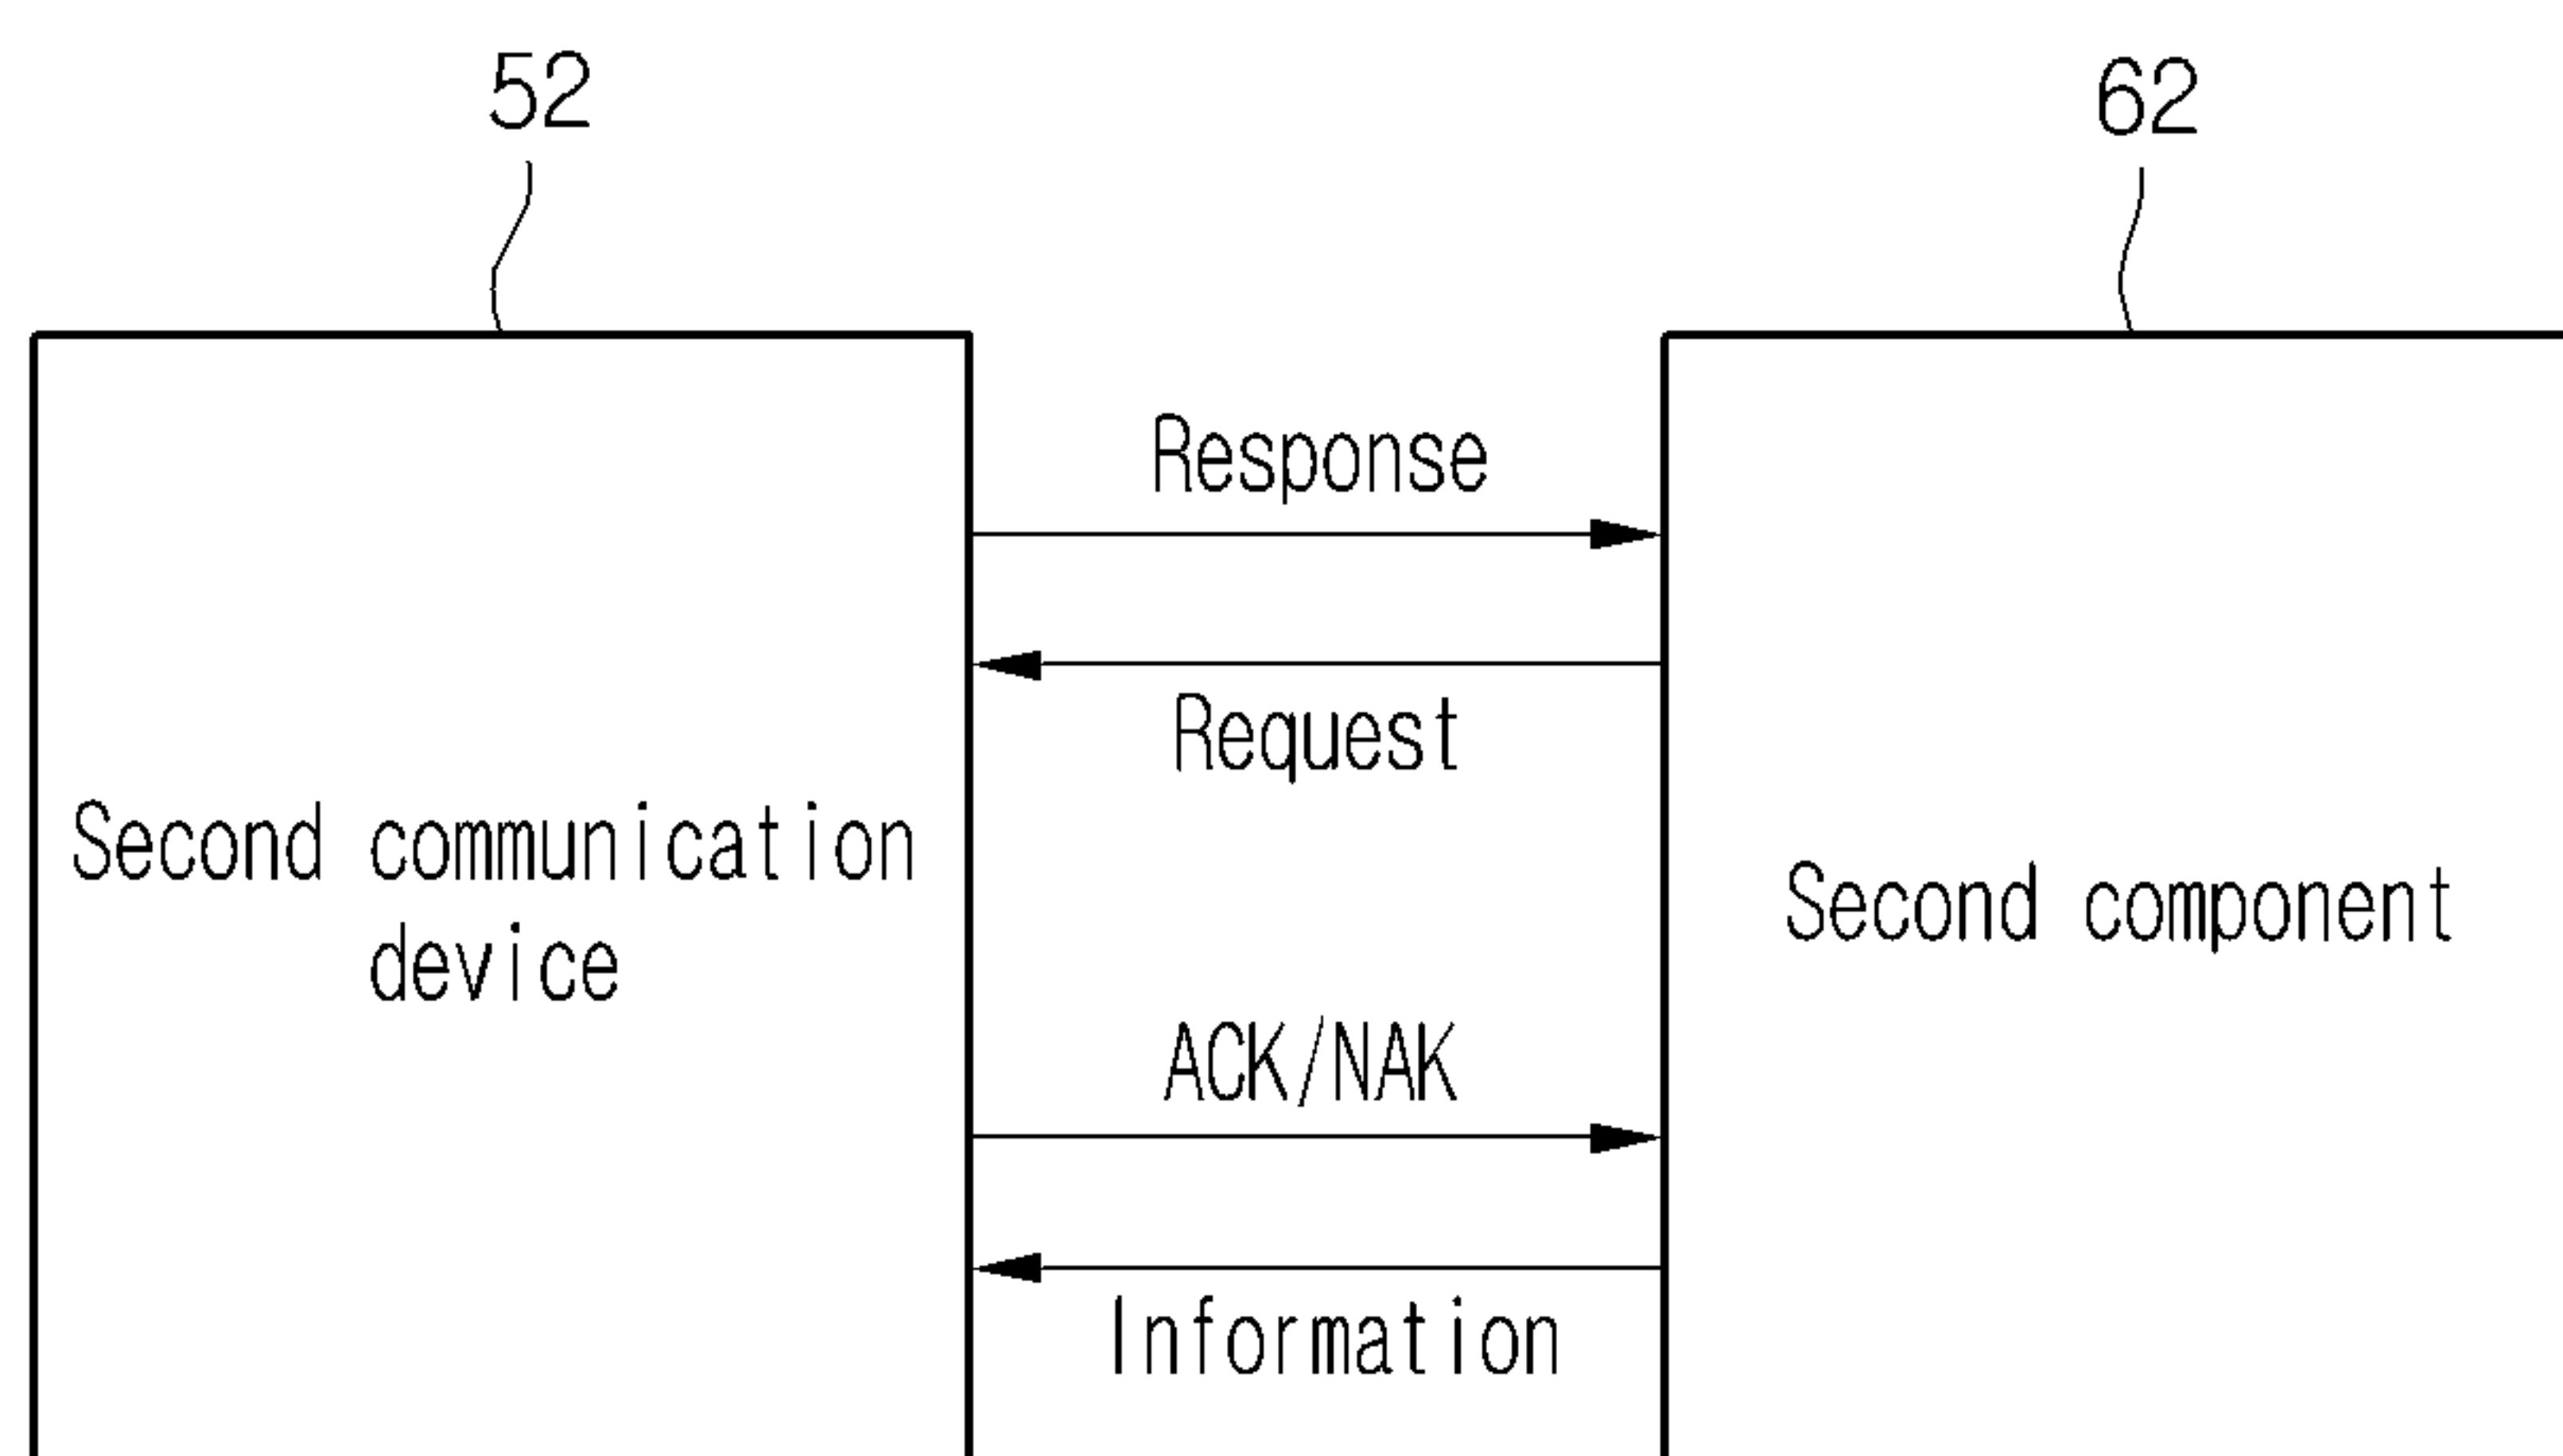 52
62
Response
Request
Second communication
device
Second component
ACK/NAK
Information